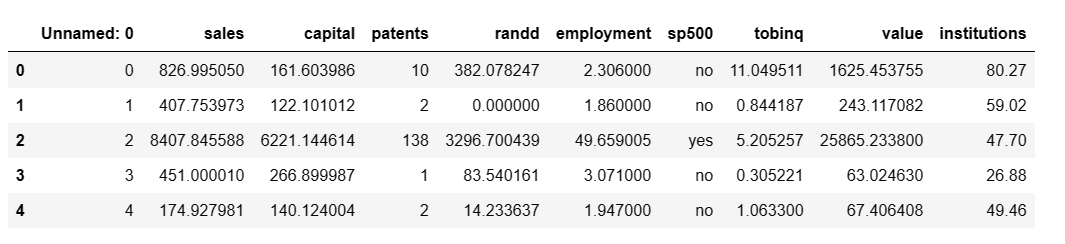 Unnamed: 0 sales capital patents randd employment sp500 tobinq value institutions
0 0 826.995050 161.603986 10 382.078247 2.306000 no 11.049511 1625.453755 80.27
1 1 407.753973 122.101012 2 0.000000 1.860000 no 0.844187 243.117082 59.02
2 2 8407.845588 6221.144614 138 3296.700439 49.659005 yes 5.205257 25865.233800 47.70
3 3 451.000010 266.899987 1 83.540161 3.071000 no 0.305221 63.024630 26.88
4 4 174.927981 140.124004 2 14.233637 1.947000 no 1.063300 67.406408 49.46